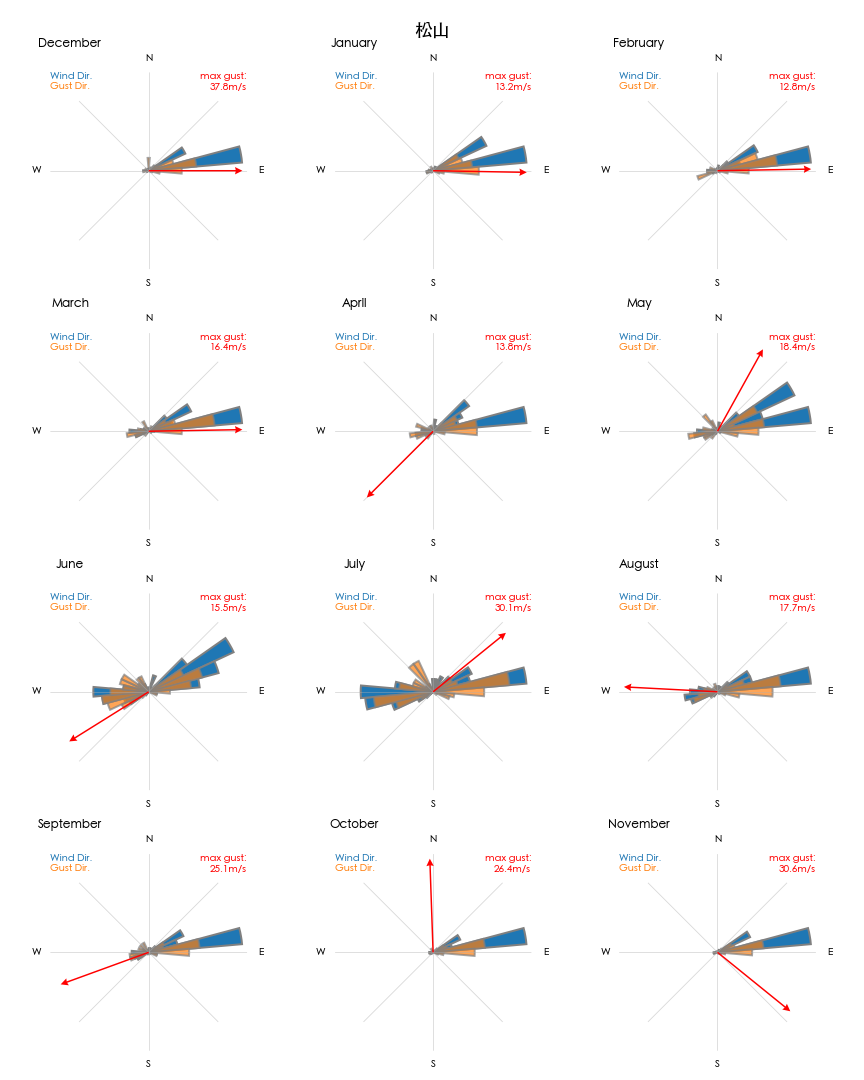 松山
December
N
Wind Dir.
Gust Dir.
max gust:
37.8m/s
W
E
S
January
N
Wind Dir.
Gust Dir.
max gust:
13.2m/s
W
E
S
February
N
Wind Dir.
Gust Dir.
max gust:
12.8m/s
W
E
S
March
N
Wind Dir.
Gust Dir.
max gust:
16.4m/s
W
E
S
April
N
Wind Dir.
Gust Dir.
max gust:
13.8m/s
W
E
S
May
N
Wind Dir.
Gust Dir.
max gust:
18.4m/s
W
E
S
June
N
Wind Dir.
Gust Dir.
max gust:
15.5m/s
W
E
S
July
N
Wind Dir.
Gust Dir.
max gust:
30.1m/s
W
E
S
August
N
Wind Dir.
Gust Dir.
max gust:
17.7m/s
W
E
S
September
N
Wind Dir.
Gust Dir.
max gust:
25.1m/s
W
E
S
October
N
Wind Dir.
Gust Dir.
max gust:
26.4m/s
W
E
S
November
N
Wind Dir.
Gust Dir.
max gust:
30.6m/s
W
E
S